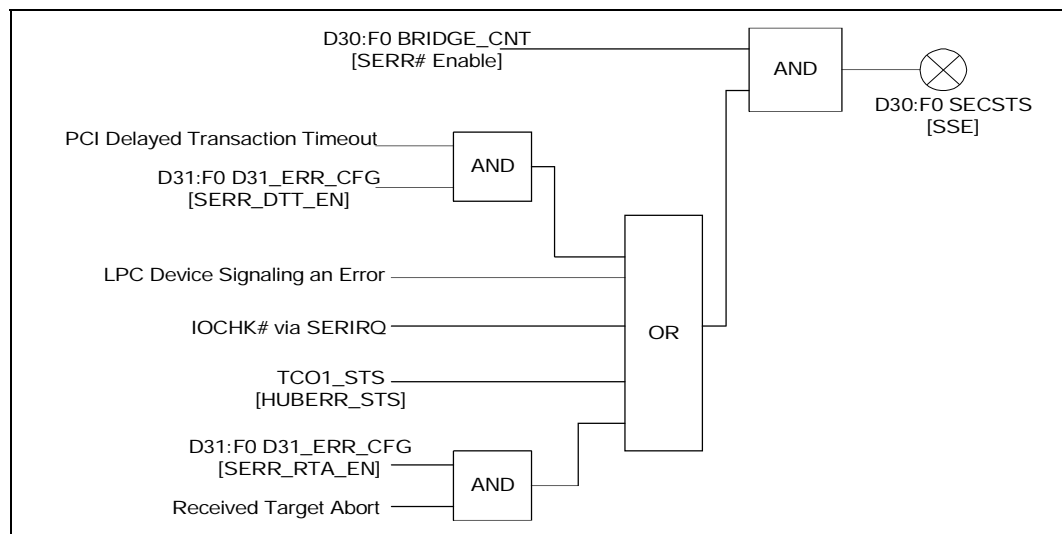 D30:F0 BRIDGE_CNT
[SERR# Enable]
AND
D30:F0 SECSTS
[SSE]
PCI Delayed Transaction Timeout
AND
D31:F0 D31_ERR_CFG
[SERR_DTT_EN]
LPC Device Signaling an Error
IOCHK# via SERIRQ
OR
TCO1_STS
[HUBERR_STS]
D31:F0 D31_ERR_CFG
[SERR_RTA_EN]
AND
Received Target Abort